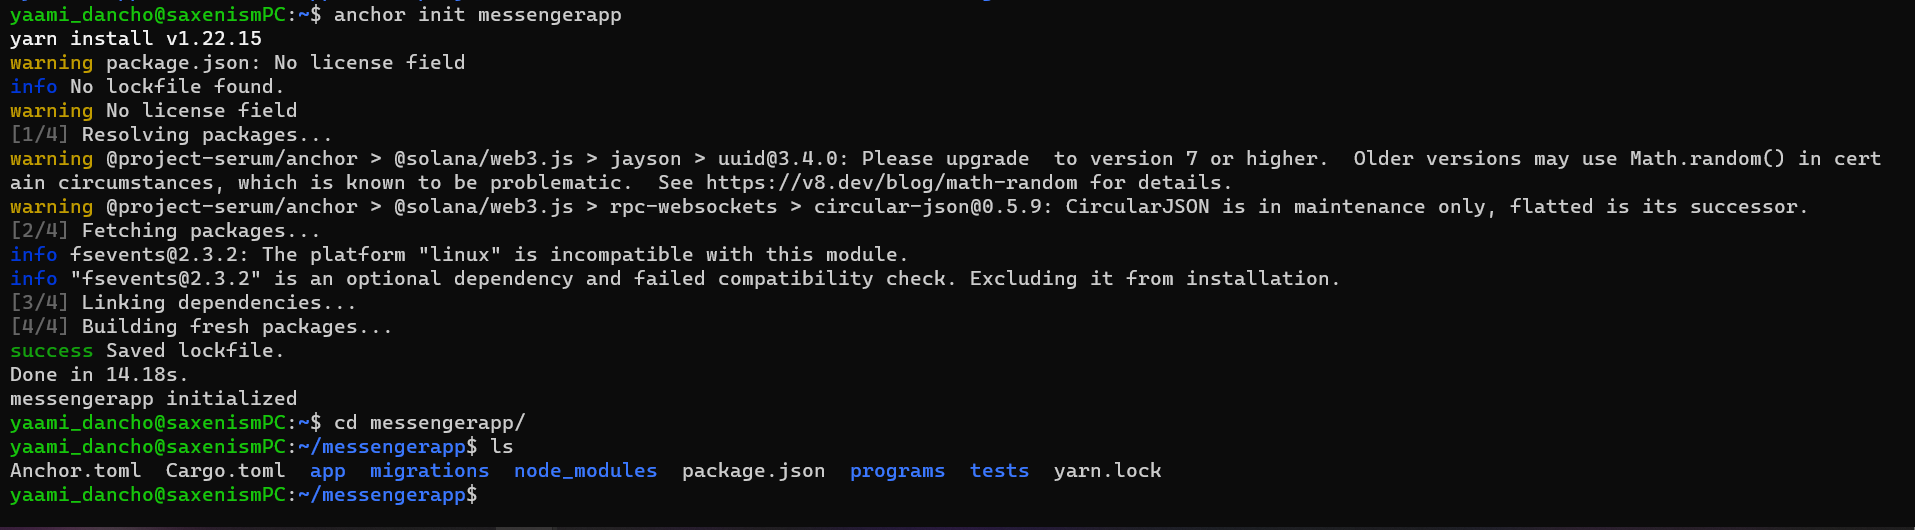 yaami_dancho@saxenismPC:~$ anchor init messengerapp
yarn install v1.22.15
warning package.json: No license field
info No lockfile found.
warning No license field
[1/4] Resolving packages...
warning @project-serum/anchor > @solana/web3.js > jayson > uuid@3.4.0: Please upgrade  to version 7 or higher.  Older versions may use Math.random() in cert
ain circumstances, which is known to be problematic.  See https://v8.dev/blog/math-random for details.
warning @project-serum/anchor > @solana/web3.js > rpc-websockets > circular-json@0.5.9: CircularJSON is in maintenance only, flatted is its successor.
[2/4] Fetching packages...
info fsevents@2.3.2: The platform "linux" is incompatible with this module.
info "fsevents@2.3.2" is an optional dependency and failed compatibility check. Excluding it from installation.
[3/4] Linking dependencies...
[4/4] Building fresh packages...
success Saved lockfile.
Done in 14.18s.
messengerapp initialized
yaami_dancho@saxenismPC:~$ cd messengerapp/
yaami_dancho@saxenismPC:~/messengerapp$ ls
Anchor.toml  Cargo.toml  app  migrations  node_modules  package.json  programs  tests  yarn.lock
yaami_dancho@saxenismPC:~/messengerapp$